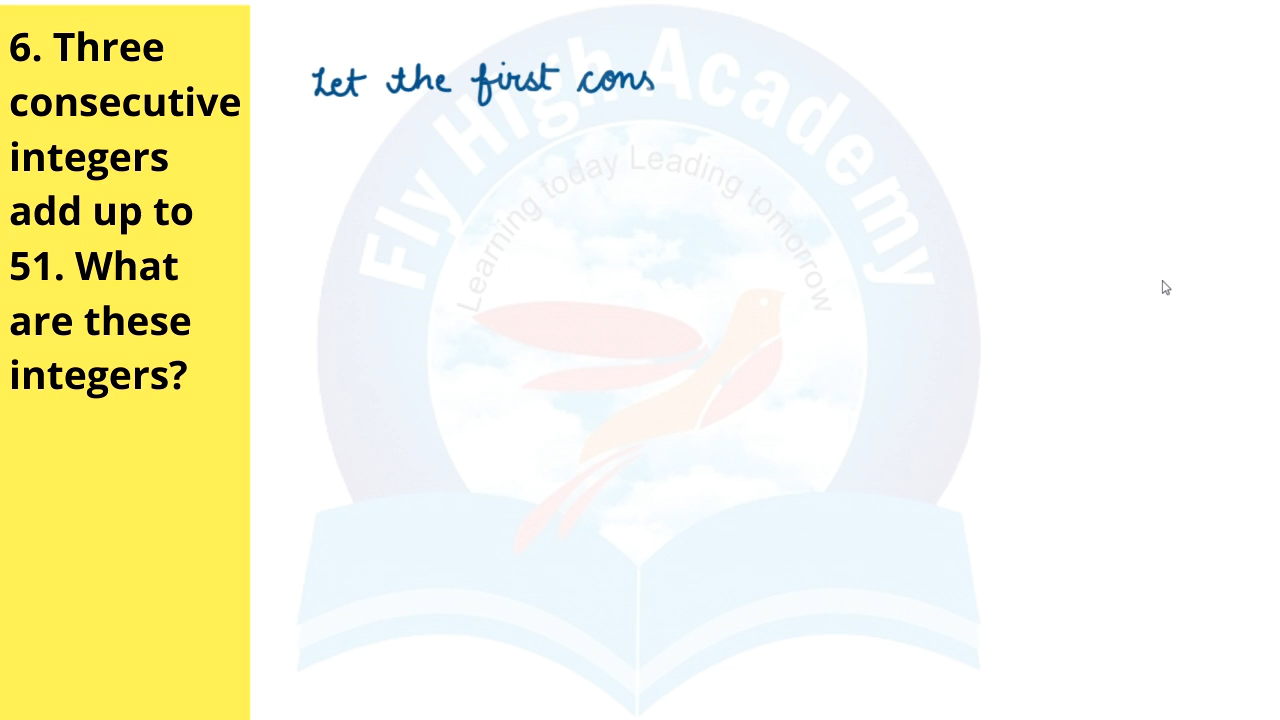 6. Three
consecutive
integers
add up to
51. What
are these
integers?
Let the first cons
Fly High Academy
Learning today Leading tomorrow